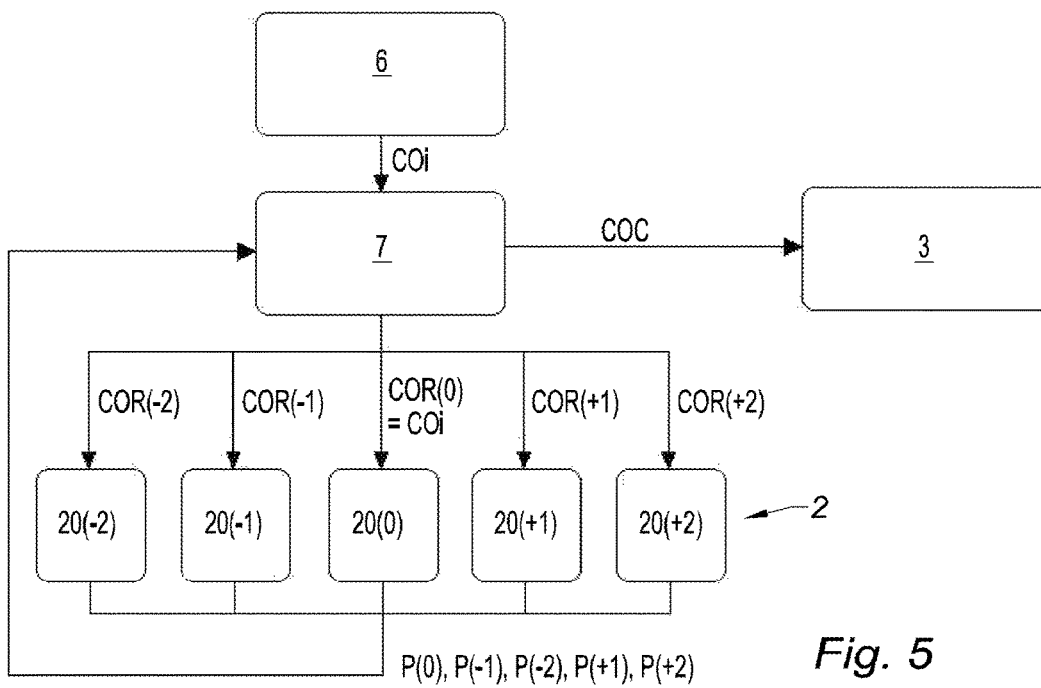 6
COi
7
COC
3
COR(-2)
COR(-1)
COR(0)
= COi
COR(+1)
COR(+2)
20(-2)
20(-1)
20(0)
20(+1)
20(+2)
2
P(0), P(-1), P(-2), P(+1), P(+2)
Fig. 5